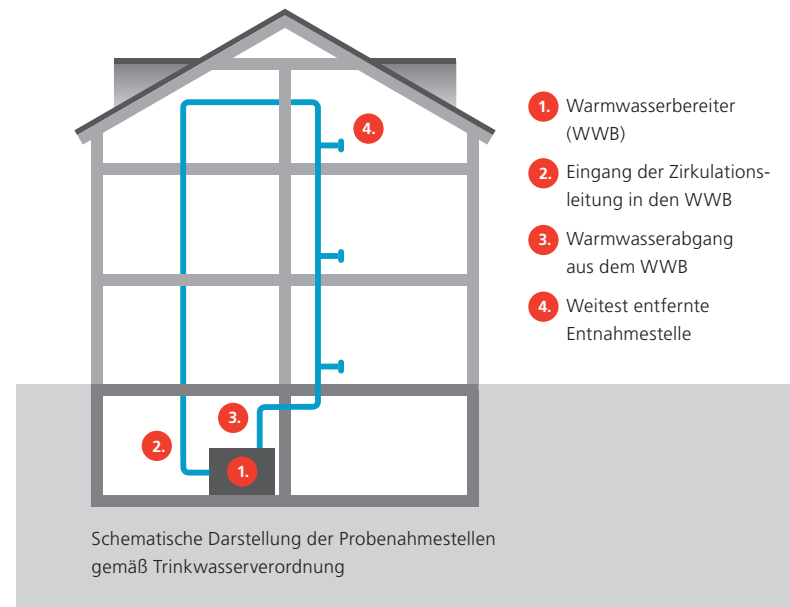 4.
3.
2.
1.
1. Warmwasserbereiter
(WWB)
2. Eingang der Zirkulations-
leitung in den WWB
3. Warmwasserabgang
aus dem WWB
4. Weitest entfernte
Entnahmestelle
Schematische Darstellung der Probenahmestellen
gemäß Trinkwasserverordnung